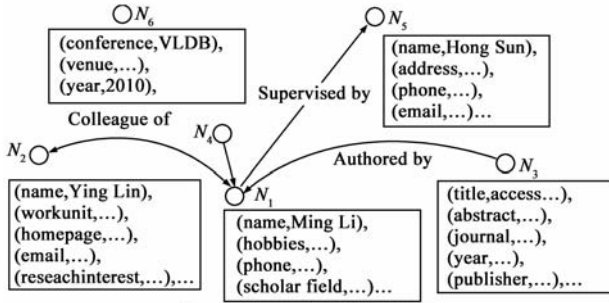 N6
(conference,VLDB),
(venue,…),
(year,2010),
N5
(name,Hong Sun),
(address,…),
(phone,…),
(email,…)…
Supervised by
Colleague of
N4
N2
(name,Ying Lin),
(workunit,…),
(homepage,…),
(email,…),
(reseachinterest,…),…
N1
(name,Ming Li),
(hobbies,…),
(phone,…),
(scholar field,…)…
Authored by
N3
(title,access…),
(abstract,…),
(journal,…),
(year,…),
(publisher,…),…